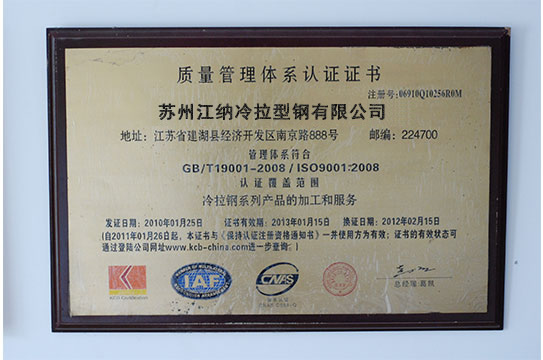 质量管理体系认证证书
注册号:06910Q10256R0M
苏州江纳冷拉型钢有限公司
地址: 江苏省建湖县经济开发区南京路888号 邮编: 224700
管理体系符合
GB/T19001-2008 / ISO9001:2008
认证覆盖范围
冷拉钢系列产品的加工和服务
发证日期: 2010年01月25日 证书有效期: 2013年01月15日 换证日期: 2012年02月15日
(自2011年01月26日起, 本证书与《保持认证注册资格通知书》一并使用方为有效; 证书的有效状态可
通过登陆公司网址www.kcb-china.com进一步查询)
IAF
CNAS
总经理: